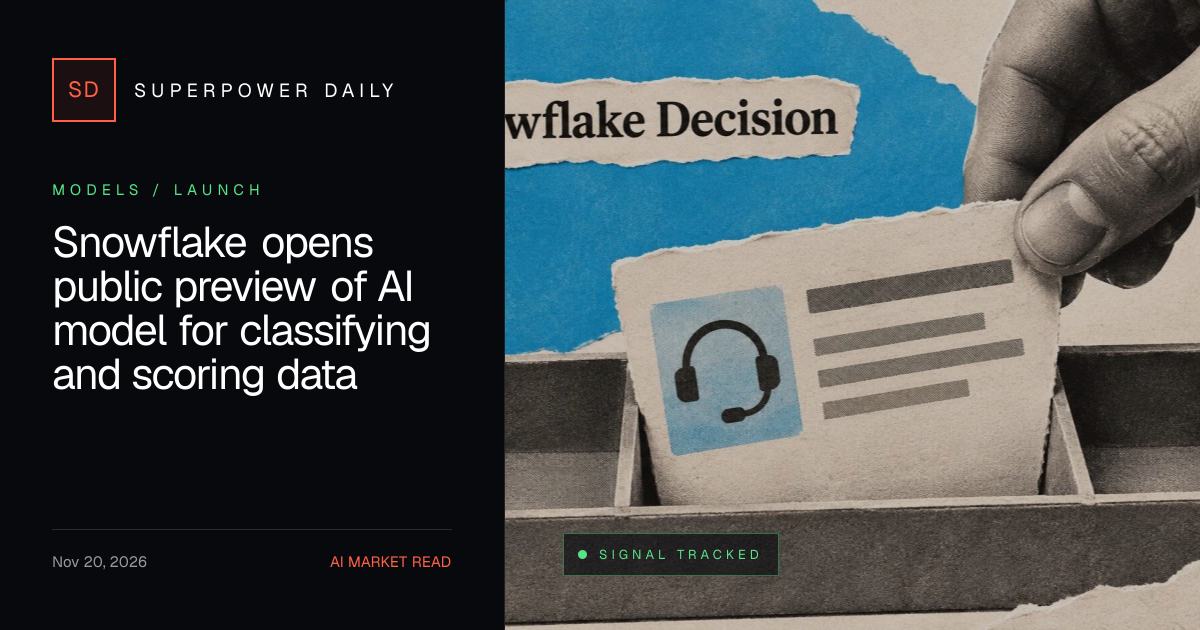 SD
SUPERPOWER DAILY
MODELS / LAUNCH
Snowflake opens
public preview of AI
model for classifying
and scoring data
Nov 20, 2026
AI MARKET READ
wflake Decision
SIGNAL TRACKED